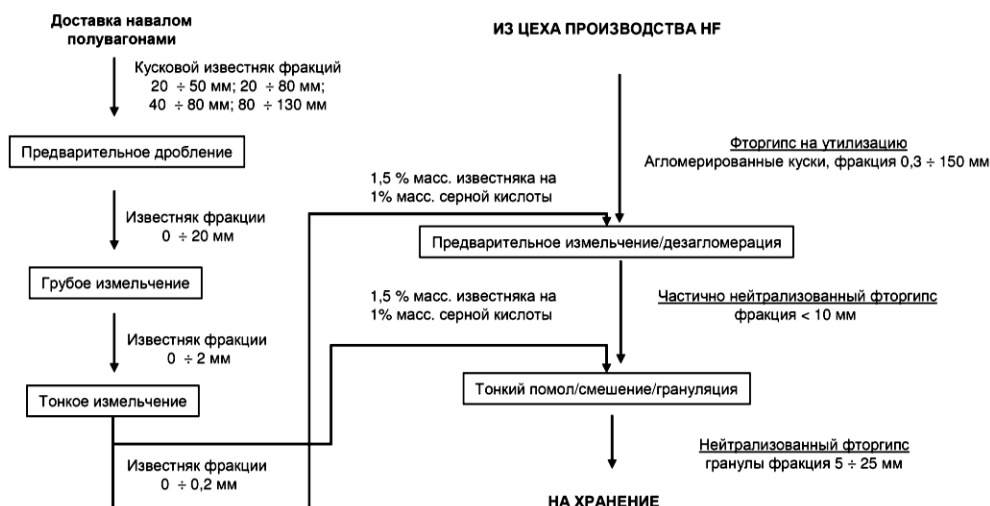 Доставка навалом
полувагонами
Кусковой известняк фракций
20 ÷ 50 мм; 20 ÷ 80 мм;
40 ÷ 80 мм; 80 ÷ 130 мм
Предварительное дробление
Известняк фракции
0 ÷ 20 мм
Грубое измельчение
Известняк фракции
0 ÷ 2 мм
Тонкое измельчение
Известняк фракции
0 ÷ 0,2 мм
ИЗ ЦЕХА ПРОИЗВОДСТВА HF
Фторгипс на утилизацию
Агломерированные куски, фракция 0,3 ÷ 150 мм
1,5 % масс. известняка на
1% масс. серной кислоты
Предварительное измельчение/дезагломерация
1,5 % масс. известняка на
1% масс. серной кислоты
Частично нейтрализованный фторгипс
фракция < 10 мм
Тонкий помол/смешение/грануляция
Нейтрализованный фторгипс
гранулы фракция 5 ÷ 25 мм
НА ХРАНЕНИЕ